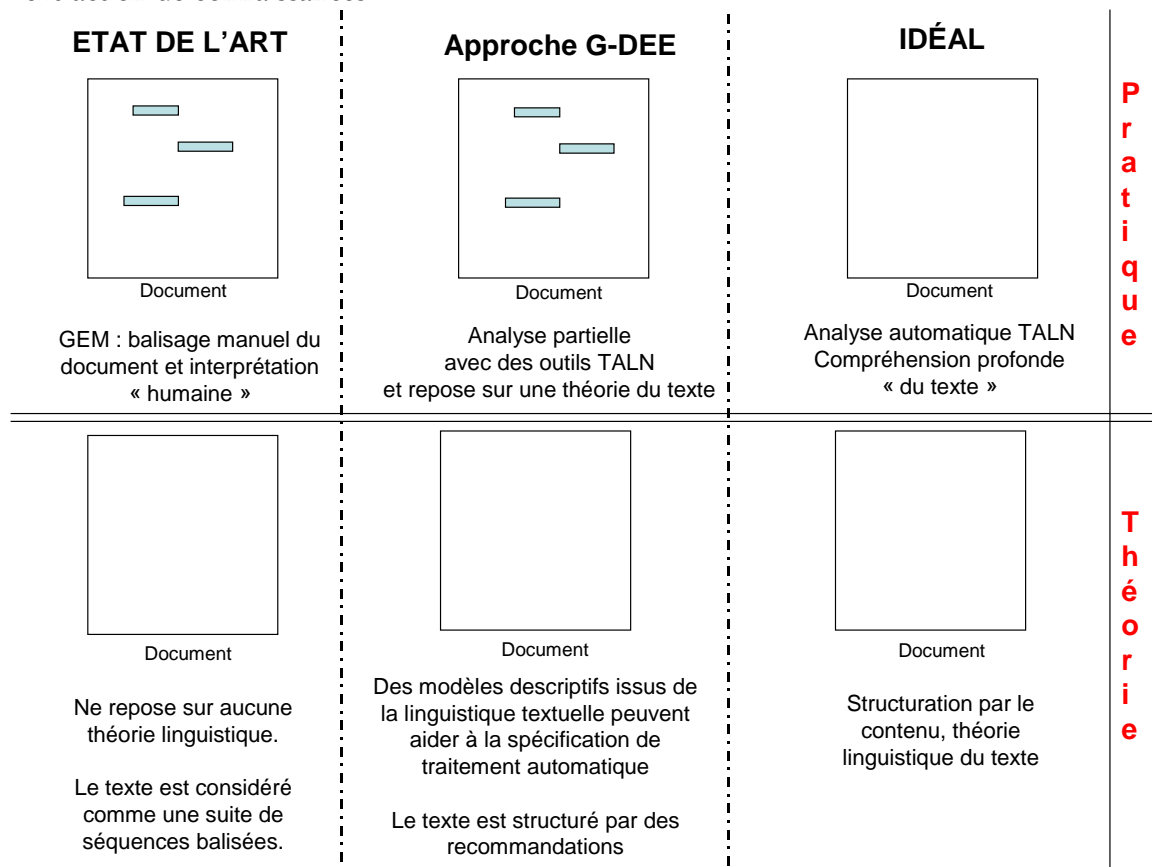 ETAT DE L'ART
Approche G-DEE
IDÉAL
Document
Document
Document
GEM : balisage manuel du
document et interprétation
« humaine »
Analyse partielle
avec des outils TALN
et repose sur une théorie du texte
Analyse automatique TALN
Compréhension profonde
« du texte »
Pratique
Document
Document
Document
Ne repose sur aucune
théorie linguistique.
Le texte est considéré
comme une suite de
séquences balisées.
Des modèles descriptifs issus de
la linguistique textuelle peuvent
aider à la spécification de
traitement automatique
Le texte est structuré par des
recommandations
Structuration par le
contenu, théorie
linguistique du texte
Théorie